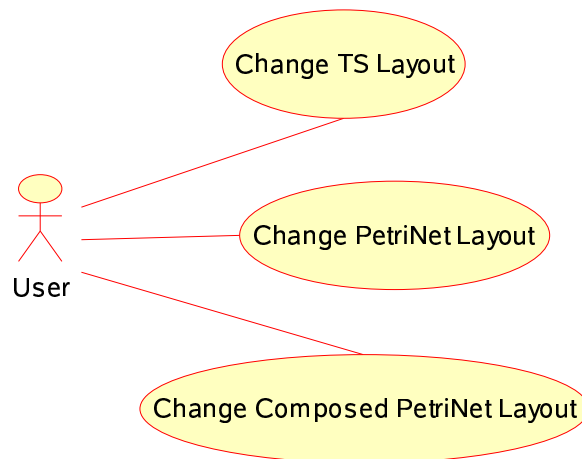 Change TS Layout
Change PetriNet Layout
User
Change Composed PetriNet Layout